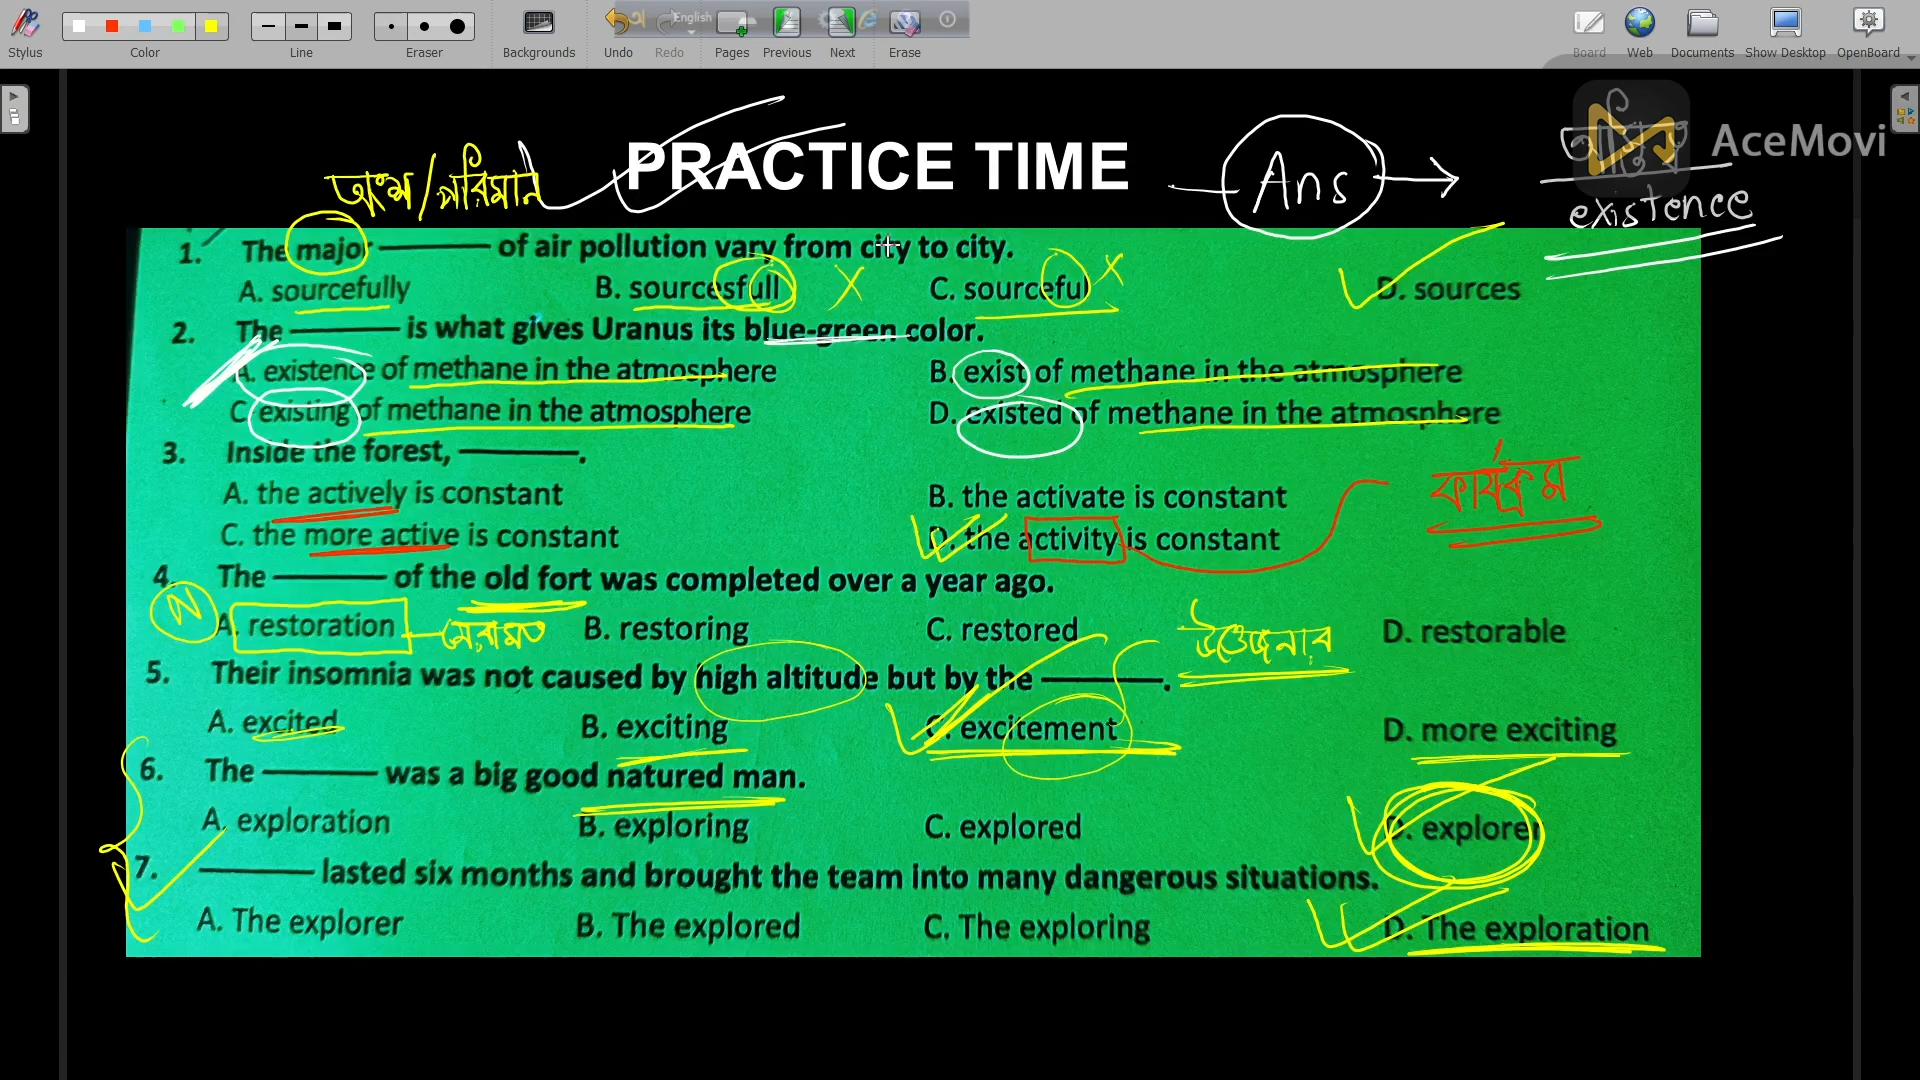 Stylus Color Line Eraser Backgrounds Undo Redo Pages Previous Next Erase Board Web Documents Show Desktop OpenBoard
English
AceMovi
PRACTICE TIME
অংশ/পরিমান
Ans
existence
1. The major ________ of air pollution vary from city to city.
A. sourcefully B. sourcesfull X C. sourceful X D. sources
2. The ________ is what gives Uranus its blue-green color.
A. existence of methane in the atmosphere B. exist of methane in the atmosphere
C existing of methane in the atmosphere D. existed of methane in the atmosphere
3. Inside the forest, ________.
A. the actively is constant B. the activate is constant
কার্যক্রম
C. the more active is constant D. the activity is constant
4. The ________ of the old fort was completed over a year ago.
N
A. restoration মেরামত B. restoring C. restored D. restorable
উত্তেজনার
5. Their insomnia was not caused by high altitude but by the ________.
A. excited B. exciting C. excitement D. more exciting
6. The ________ was a big good natured man.
A. exploration B. exploring C. explored D. explorer
7. ________ lasted six months and brought the team into many dangerous situations.
A. The explorer B. The explored C. The exploring D. The exploration